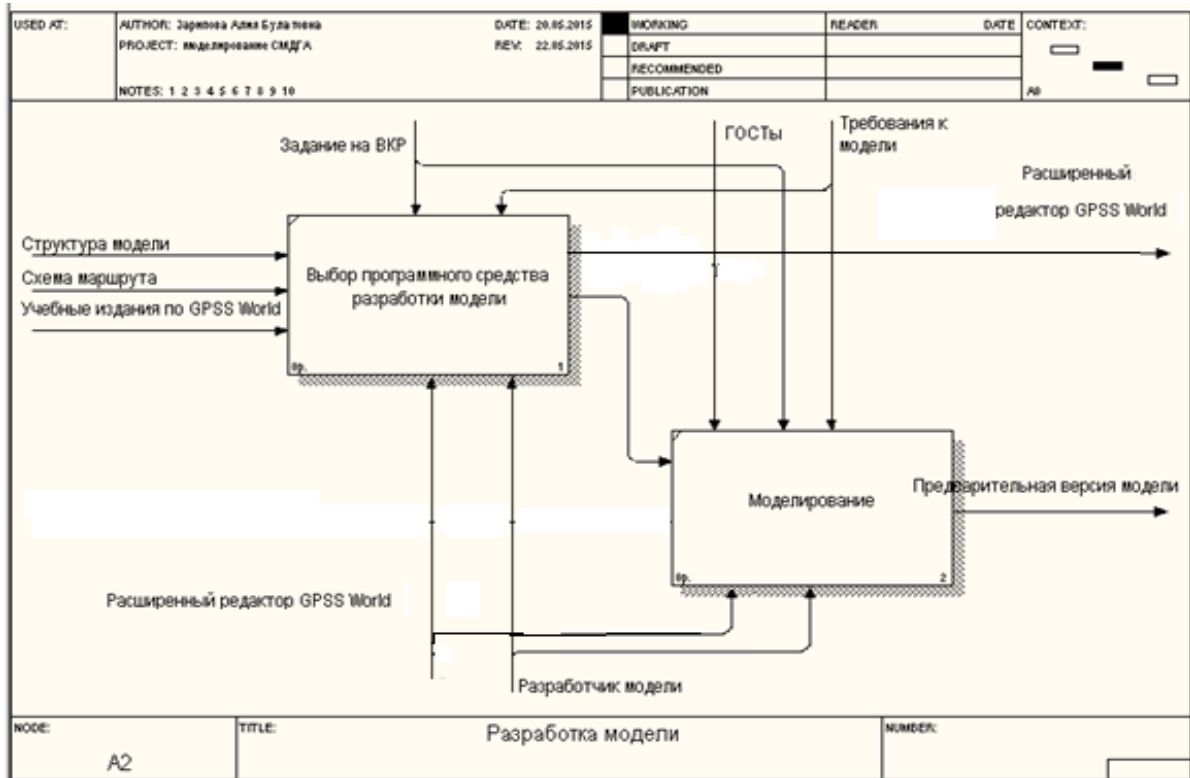 USED AT:
AUTHOR: Зарипова Алия Булатовна
DATE: 20.05.2015
PROJECT: моделирование СМДГА
REV: 22.05.2015
NOTES: 1 2 3 4 5 6 7 8 9 10
WORKING
DRAFT
RECOMMENDED
PUBLICATION
READER
DATE
CONTEXT:
A0
Задание на ВКР
ГОСТы
Требования к
модели
Расширенный
редактор GPSS World
Структура модели
Схема маршрута
Учебные издания по GPSS World
Выбор программного средства
разработки модели
0р.
1
Моделирование
0р.
2
Предварительная версия модели
Расширенный редактор GPSS World
Разработчик модели
NODE:
A2
TITLE:
Разработка модели
NUMBER: